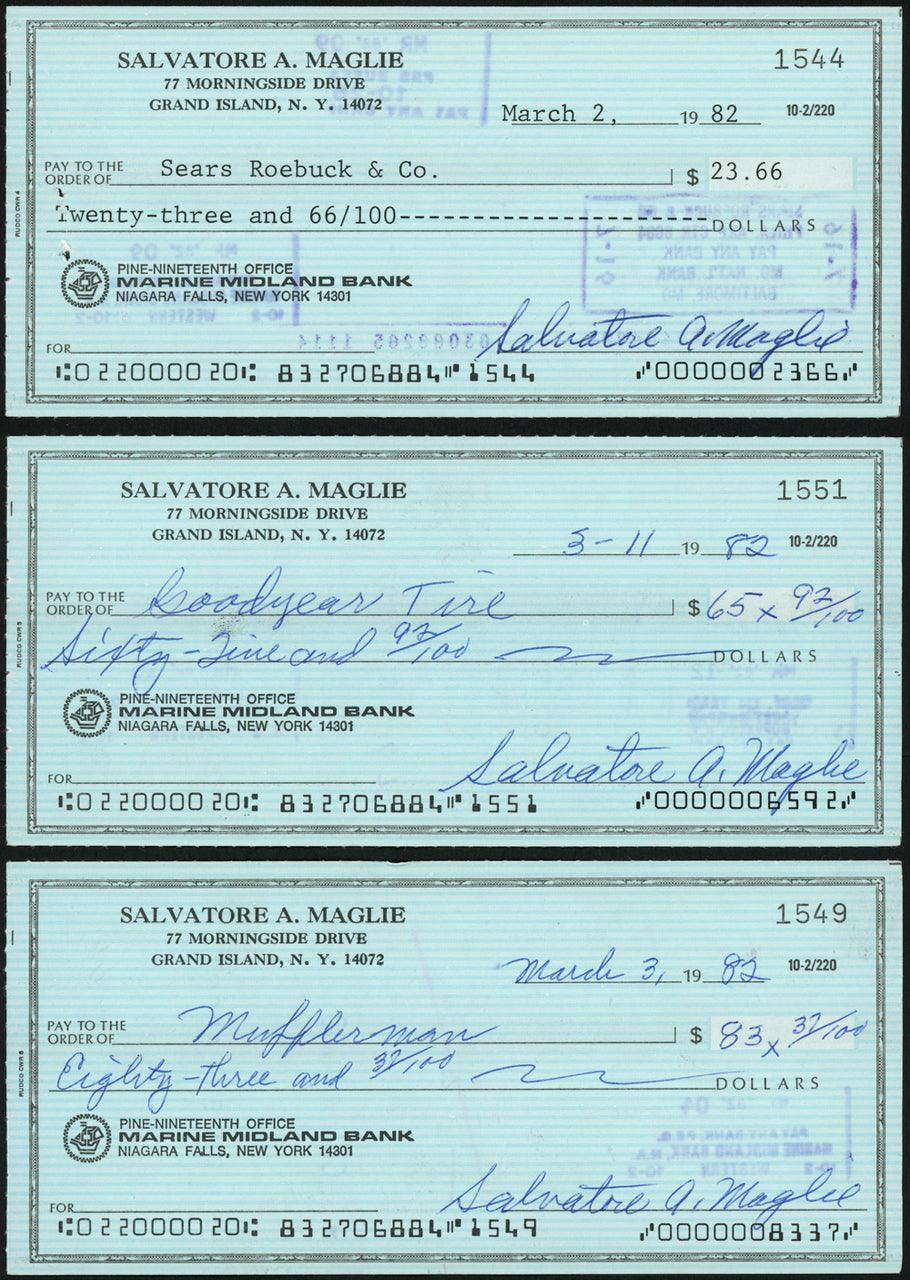 SALVATORE A. MAGLIE 1544
77 MORNINGSIDE DRIVE
GRAND ISLAND, N. Y. 14072
March 2, 19 82 10-2/220
PAY TO THE ORDER OF Sears Roebuck & Co. $ 23.66
Twenty-three and 66/100---------------------- DOLLARS
PINE-NINETEENTH OFFICE
MARINE MIDLAND BANK
NIAGARA FALLS, NEW YORK 14301
Salvatore A. Maglie
FOR
⑆022000020⑆ 832706884⑈1544 ⑈0000002366⑈
RUDCO CWR 4
SALVATORE A. MAGLIE 1551
77 MORNINGSIDE DRIVE
GRAND ISLAND, N. Y. 14072
3-11 19 82 10-2/220
PAY TO THE ORDER OF Goodyear Tire $ 65 x 92/100
Sixty-five and 92/100 DOLLARS
PINE-NINETEENTH OFFICE
MARINE MIDLAND BANK
NIAGARA FALLS, NEW YORK 14301
Salvatore A. Maglie
FOR
⑆022000020⑆ 832706884⑈1551 ⑈0000006592⑈
SALVATORE A. MAGLIE 1549
77 MORNINGSIDE DRIVE
GRAND ISLAND, N. Y. 14072
March 3, 19 82 10-2/220
PAY TO THE ORDER OF Mufflerman $ 83 x 37/100
Eighty-three and 37/100 DOLLARS
PINE-NINETEENTH OFFICE
MARINE MIDLAND BANK
NIAGARA FALLS, NEW YORK 14301
Salvatore A. Maglie
FOR
⑆022000020⑆ 832706884⑈1549 ⑈0000008337⑈